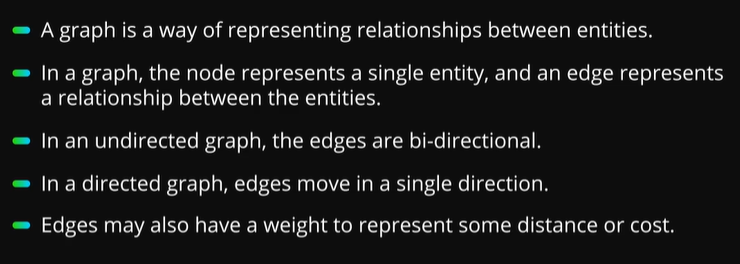 A graph is a way of representing relationships between entities.
In a graph, the node represents a single entity, and an edge represents
a relationship between the entities.
In an undirected graph, the edges are bi-directional.
In a directed graph, edges move in a single direction.
Edges may also have a weight to represent some distance or cost.